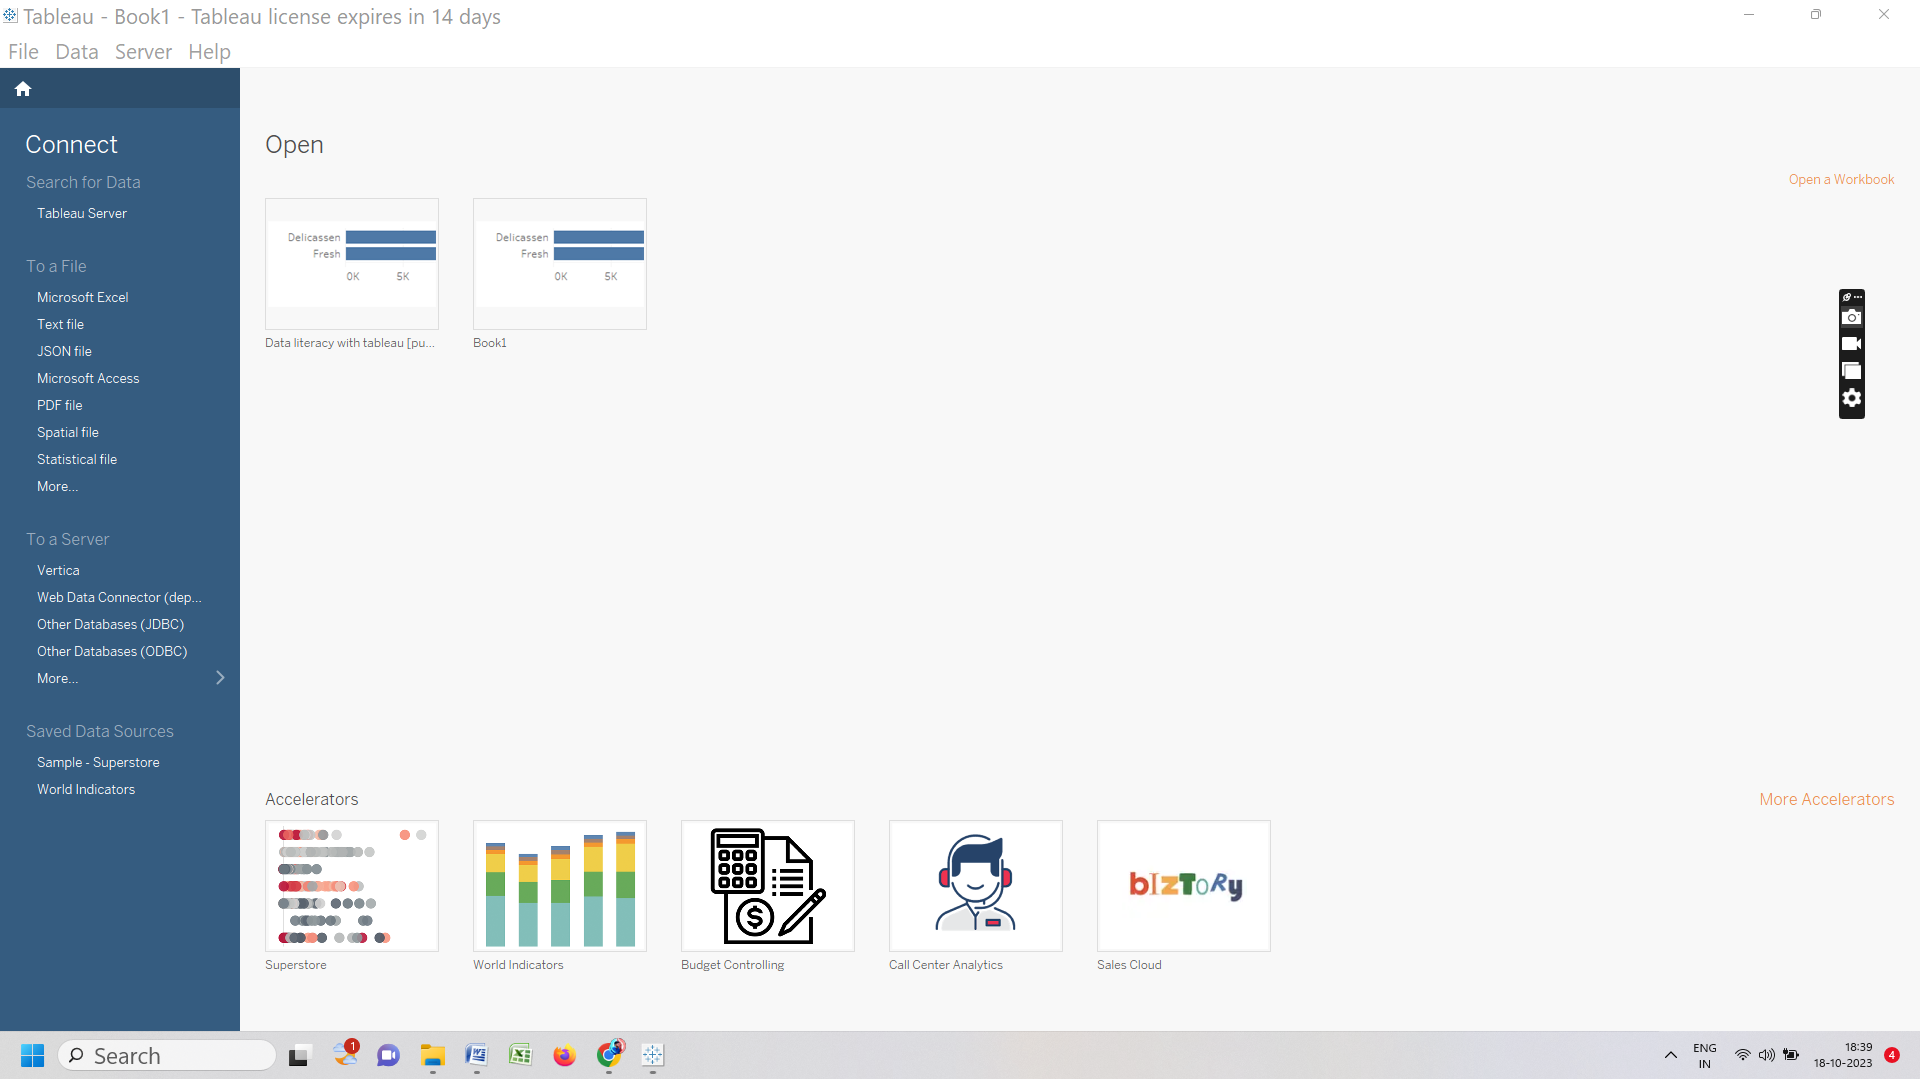 Tableau - Book1 - Tableau license expires in 14 days
File Data Server Help
Connect
Search for Data
Tableau Server
To a File
Microsoft Excel
Text file
JSON file
Microsoft Access
PDF file
Spatial file
Statistical file
More...
To a Server
Vertica
Web Data Connector (dep...
Other Databases (JDBC)
Other Databases (ODBC)
More...
Saved Data Sources
Sample - Superstore
World Indicators
Open
Open a Workbook
Delicassen
Fresh
0K 5K
Data literacy with tableau [pu...
Delicassen
Fresh
0K 5K
Book1
Accelerators
More Accelerators
Superstore
World Indicators
$
Budget Controlling
Call Center Analytics
bIzToRy
Sales Cloud
Search
1
ENG
IN
18:39
18-10-2023
4